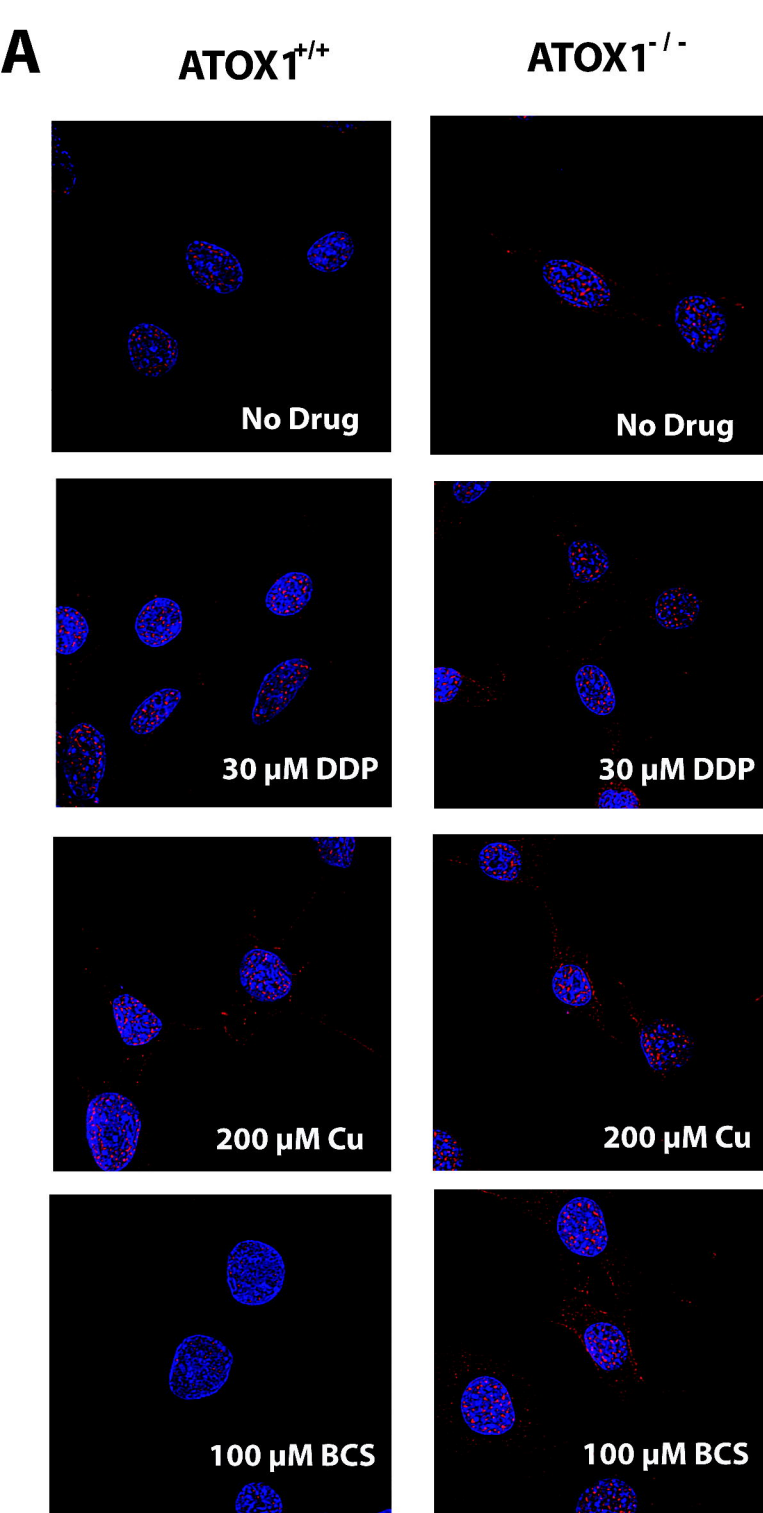 A
ATOX1+/+ ATOX1-/-
No Drug No Drug
30 µM DDP 30 µM DDP
200 µM Cu 200 µM Cu
100 µM BCS 100 µM BCS